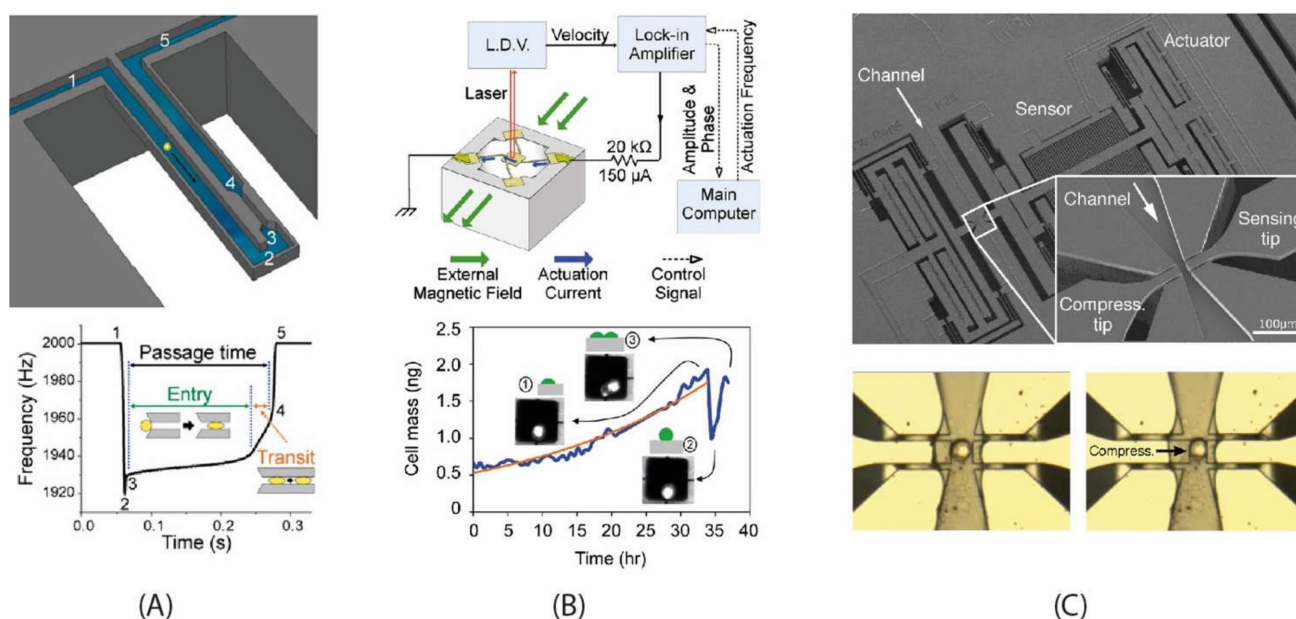 5
1
4
3
2
1
5
2000
Passage time
1980
Entry
1960
4
1940
Transit
3
1920
2
Frequency (Hz)
0.0
0.1
0.2
0.3
Time (s)
(A)
L.D.V.
Velocity
Lock-in
Amplifier
Laser
Amplitude &
Phase
Actuation Frequency
20 kΩ
150 µA
Main
Computer
External
Magnetic Field
Actuation
Current
Control
Signal
2.5
2.0
1.5
1.0
0.5
0
Cell mass (ng)
③
①
②
0 5 10 15 20 25 30 35 40
Time (hr)
(B)
Actuator
Channel
Sensor
Channel
Sensing
tip
Compress.
tip
100µm
Compress.
(C)